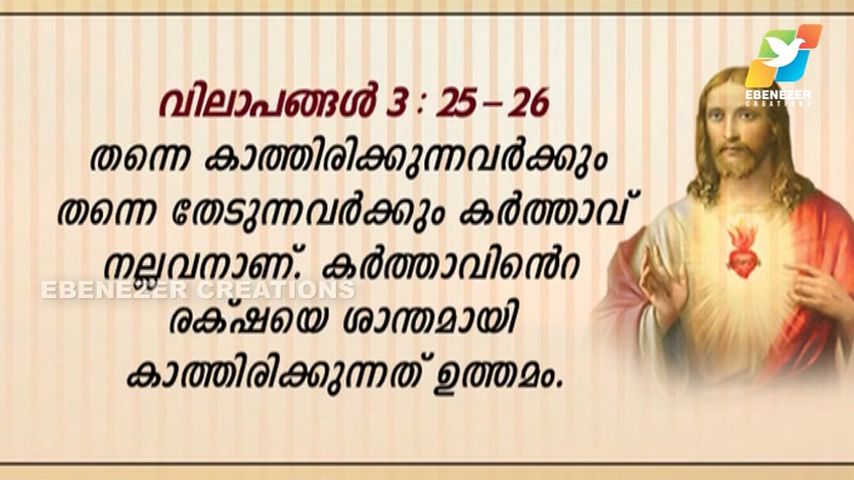 EBENEZER
CREATIONS
വിലാപങ്ങൾ 3 : 25 – 26
തന്നെ കാത്തിരിക്കുന്നവർക്കും
തന്നെ തേടുന്നവർക്കും കർത്താവ്
നല്ലവനാണ്. കർത്താവിൻെറ
EBENEZER CREATIONS
രക്ഷയെ ശാന്തമായി
കാത്തിരിക്കുന്നത് ഉത്തമം.